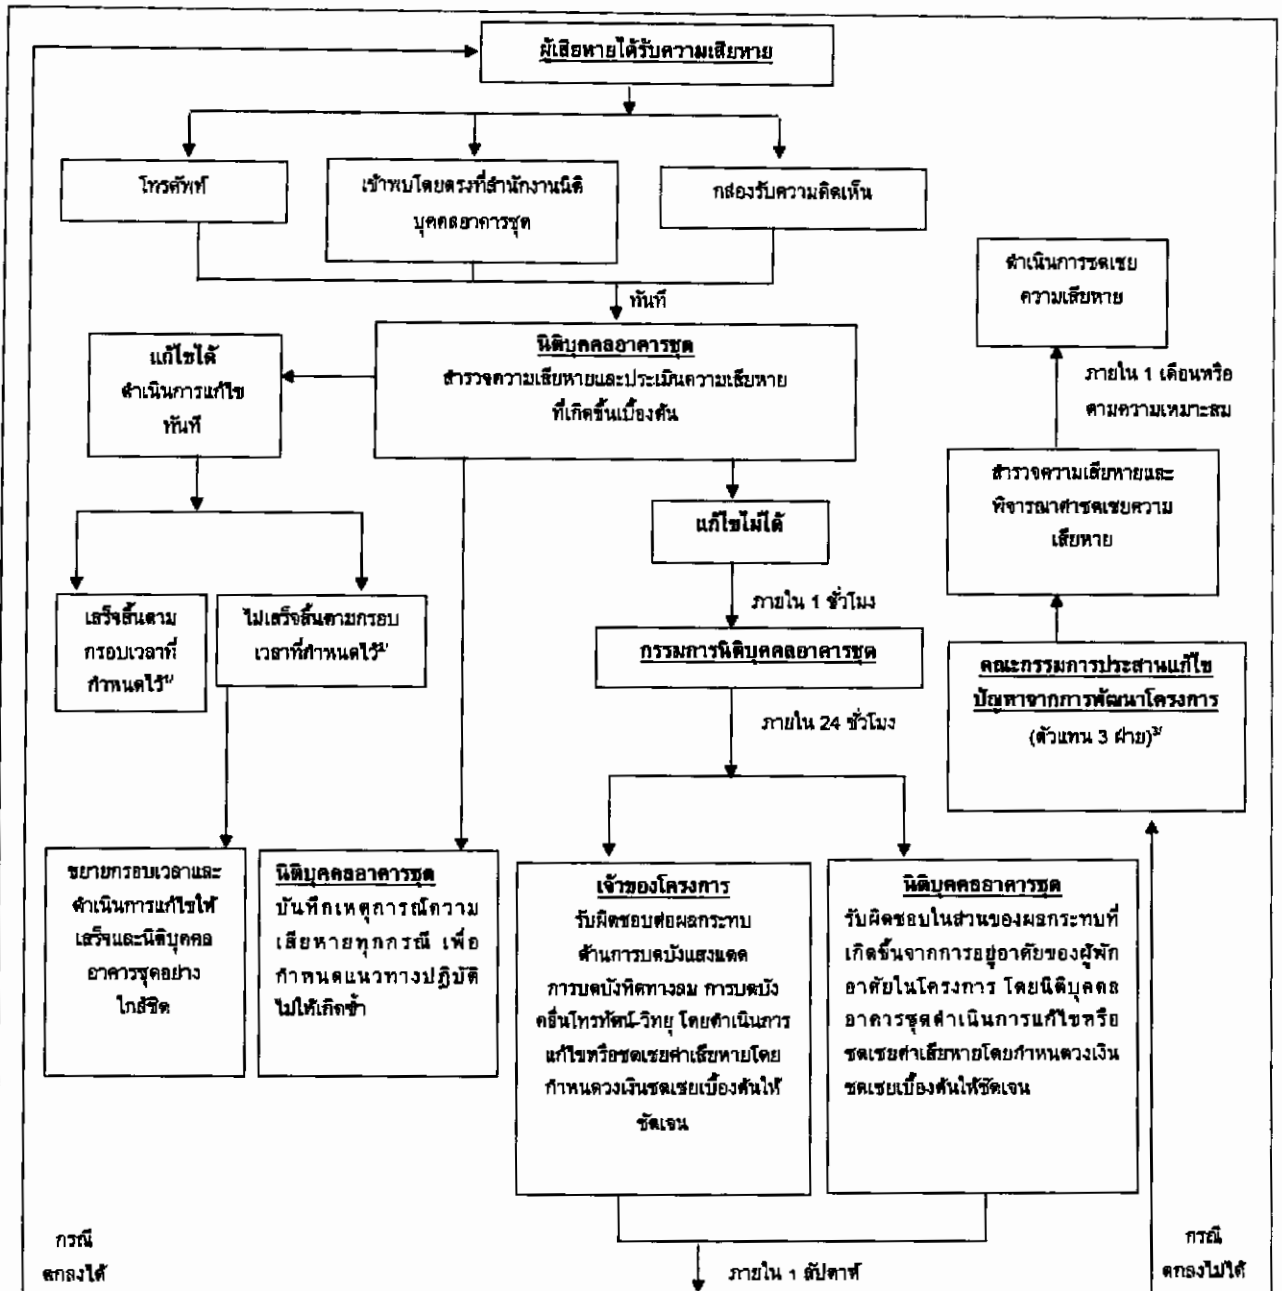 ผู้เสียหายได้รับความเสียหาย
โทรศัพท์
เข้าพบโดยตรงที่สำนักงานนิติ
บุคคลอาคารชุด
กล่องรับความคิดเห็น
ทันที
นิติบุคคลอาคารชุด
สำรวจความเสียหายและประเมินความเสียหาย
ที่เกิดขึ้นเบื้องต้น
แก้ไขได้
ดำเนินการแก้ไข
ทันที
ดำเนินการชดเชย
ความเสียหาย
ภายใน 1 เดือนหรือ
ตามความเหมาะสม
สำรวจความเสียหายและ
พิจารณาค่าชดเชยความ
เสียหาย
แก้ไขไม่ได้
ภายใน 1 ชั่วโมง
เสร็จสิ้นตาม
กรอบเวลาที่
กำหนดไว้1/
ไม่เสร็จสิ้นตามกรอบ
เวลาที่กำหนดไว้2/
กรรมการนิติบุคคลอาคารชุด
ภายใน 24 ชั่วโมง
คณะกรรมการประสานแก้ไข
ปัญหาจากการพัฒนาโครงการ
(ตัวแทน 3 ฝ่าย)3/
ขยายกรอบเวลาและ
ดำเนินการแก้ไขให้
เสร็จและนิติบุคคล
อาคารชุดอย่าง
ใกล้ชิด
นิติบุคคลอาคารชุด
บันทึกเหตุการณ์ความ
เสียหายทุกกรณี เพื่อ
กำหนดแนวทางปฏิบัติ
ไม่ให้เกิดซ้ำ
เจ้าของโครงการ
รับผิดชอบต่อผลกระทบ
ด้านการบดบังแสงแดด
การบดบังทิศทางลม การบดบัง
คลื่นโทรทัศน์-วิทยุ โดยดำเนินการ
แก้ไขหรือชดเชยค่าเสียหายโดย
กำหนดวงเงินชดเชยเบื้องต้นให้
ชัดเจน
นิติบุคคลอาคารชุด
รับผิดชอบในส่วนของผลกระทบที่
เกิดขึ้นจากการอยู่อาศัยของผู้พัก
อาศัยในโครงการ โดยนิติบุคคล
อาคารชุดดำเนินการแก้ไขหรือ
ชดเชยค่าเสียหายโดยกำหนดวงเงิน
ชดเชยเบื้องต้นให้ชัดเจน
กรณี
ตกลงได้
ภายใน 1 สัปดาห์
กรณี
ตกลงไม่ได้